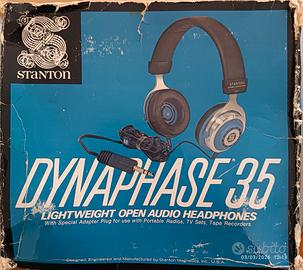 STANTON
STANTON
DYNAPHASE 35
LIGHTWEIGHT OPEN AUDIO HEADPHONES
With Special Adapter Plug for use with Portable Radios, TV Sets, Tape Recorders
Designed, Engineered and Manufactured by Stanton Magnetics, Inc., U.S.A.
subito